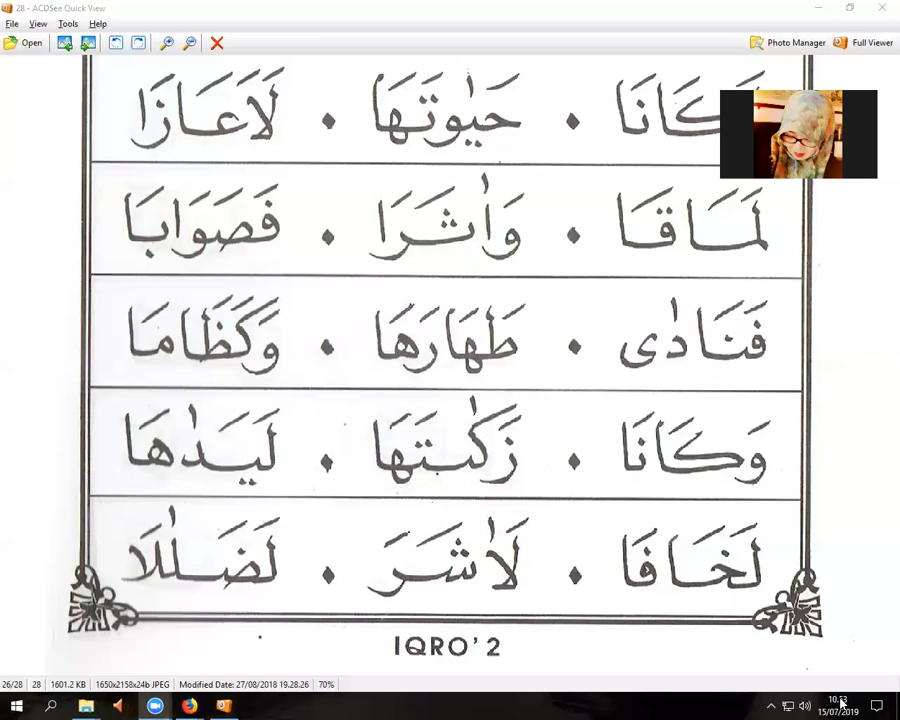 28 - ACDSee Quick View
File View Tools Help
Open
Photo Manager
Full Viewer
حَيٰوتَهَا • لَاعَازَا
لَمَاقَا • وَاٰثَرَا • فَصَوَابَا
فَنَادٰى • طَهَارَهَا • وَكَظَامَا
وَكَانَا • زَكٰتَهَا • لَيَدٰهَا
لَخَافَا • لَاٰشَرَ • لَضَلٰلَا
IQRO' 2
26/28 28 1601.2 KB 1650x2158x24b JPEG Modified Date: 27/08/2018 19.28.26 70%
10.53
15/07/2019